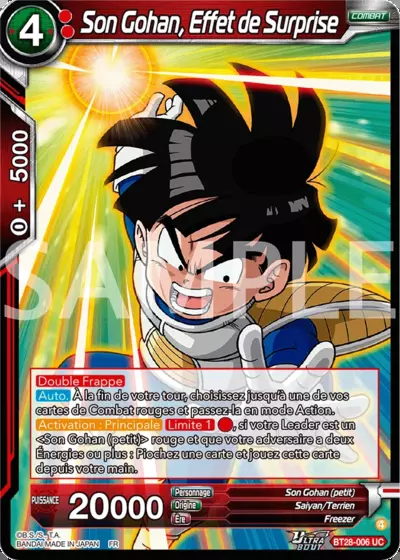 4
Son Gohan, Effet de Surprise
COMBAT
0 + 5000
SAMPLE
Double Frappe
Auto. À la fin de votre tour, choisissez jusqu'à une de vos
cartes de Combat rouges et passez-la en mode Action.
Activation : Principale Limite 1 , si votre Leader est un
<Son Gohan (petit)> rouge et que votre adversaire a deux
Énergies ou plus : Piochez une carte et jouez cette carte
depuis votre main.
PUISSANCE
20000
Personnage Son Gohan (petit)
Origine Saiyan/Terrien
Ère Freezer
©B.S./S., T.A.
BANDAI MADE IN JAPAN FR
ULTRA
BOUT
BT28-006 UC